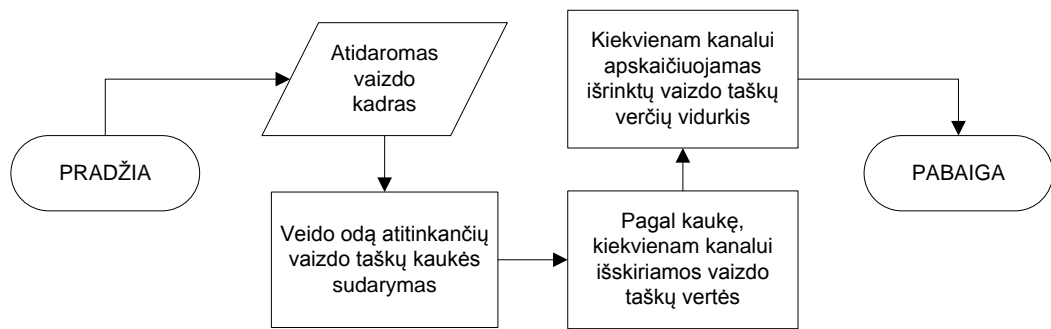 PRADŽIA
Atidaromas
vaizdo
kadras
Veido odą atitinkančių
vaizdo taškų kaukės
sudarymas
Pagal kaukę,
kiekvienam kanalui
išskiriamos vaizdo
taškų vertės
Kiekvienam kanalui
apskaičiuojamas
išrinktų vaizdo taškų
verčių vidurkis
PABAIGA